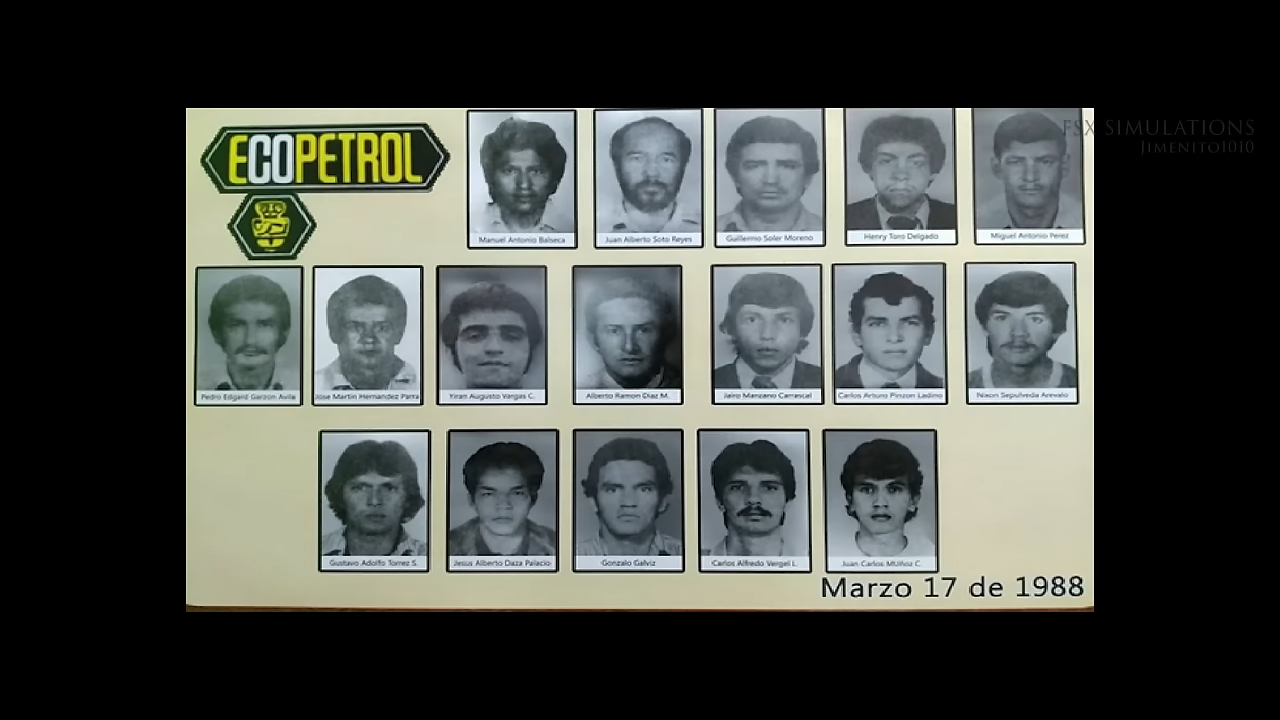 ECOPETROL
FSX SIMULATIONS
Jimenito1010
Manuel Antonio Balseca
Juan Alberto Soto Reyes
Guillermo Soler Moreno
Henry Toro Delgado
Miguel Antonio Perez
Pedro Edgard Garzon Avila
Jose Martin Hernandez Parra
Yiran Augusto Vargas C.
Alberto Ramon Diaz M.
Jairo Manzano Carrascal
Carlos Arturo Pinzon Ladino
Nixon Sepulveda Arevalo
Gustavo Adolfo Torrez S.
Jesus Alberto Daza Palacio
Gonzalo Galviz
Carlos Alfredo Vergel L.
Juan Carlos MUiñoz C.
Marzo 17 de 1988